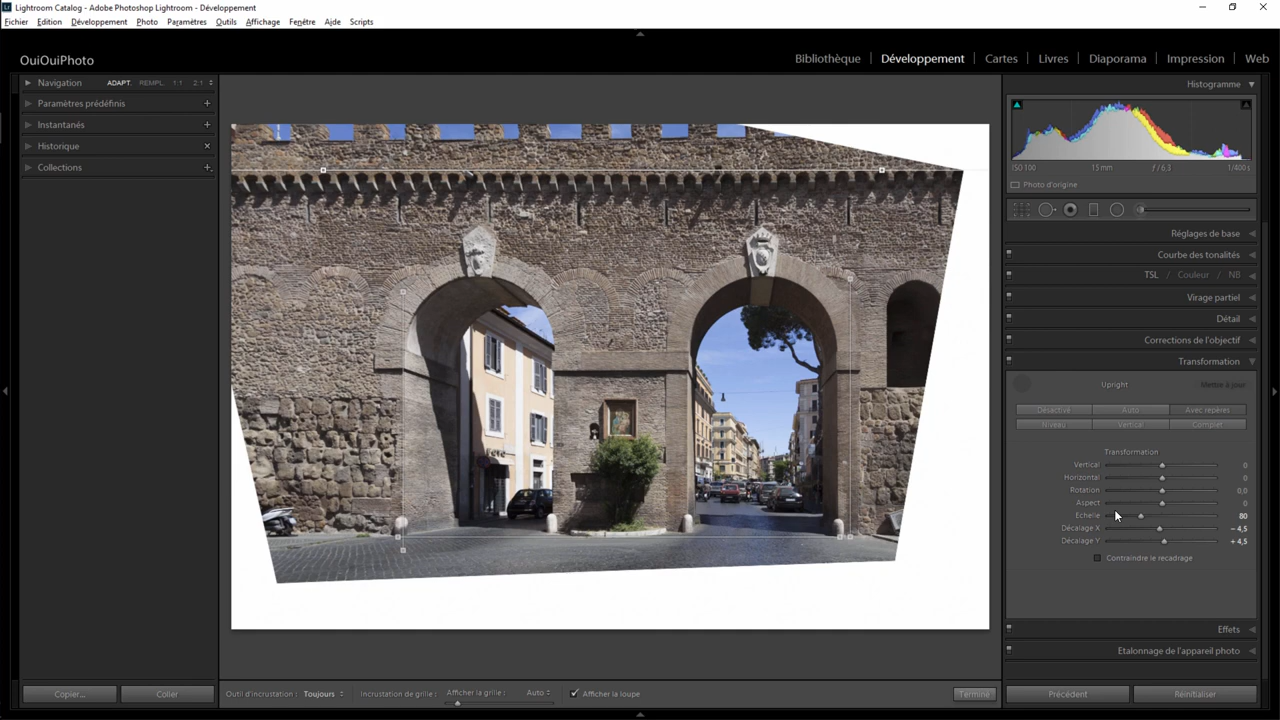 Lightroom Catalog - Adobe Photoshop Lightroom - Développement
Fichier Edition Développement Photo Paramètres Outils Affichage Fenêtre Aide Scripts
OuiOuiPhoto
Bibliothèque | Développement | Cartes | Livres | Diaporama | Impression | Web
Navigation ADAPT. REMPL. 1:1 2:1
Paramètres prédéfinis
Instantanés
Historique
Collections
Copier... Coller
Outil d'incrustation : Toujours Incrustation de grille : Afficher la grille : Auto Afficher la loupe Terminé
Histogramme
ISO 100 15 mm ƒ / 6,3 1/400 s
Photo d'origine
Réglages de base
Courbe des tonalités
TSL / Couleur / NB
Virage partiel
Détail
Corrections de l'objectif
Transformation
Upright Mettre à jour
Désactivé Auto Avec repères
Niveau Vertical Complet
Transformation
Vertical 0
Horizontal 0
Rotation 0,0
Aspect 0
Echelle 80
Décalage X - 4,5
Décalage Y + 4,5
Contraindre le recadrage
Effets
Etalonnage de l'appareil photo
Précédent Réinitialiser